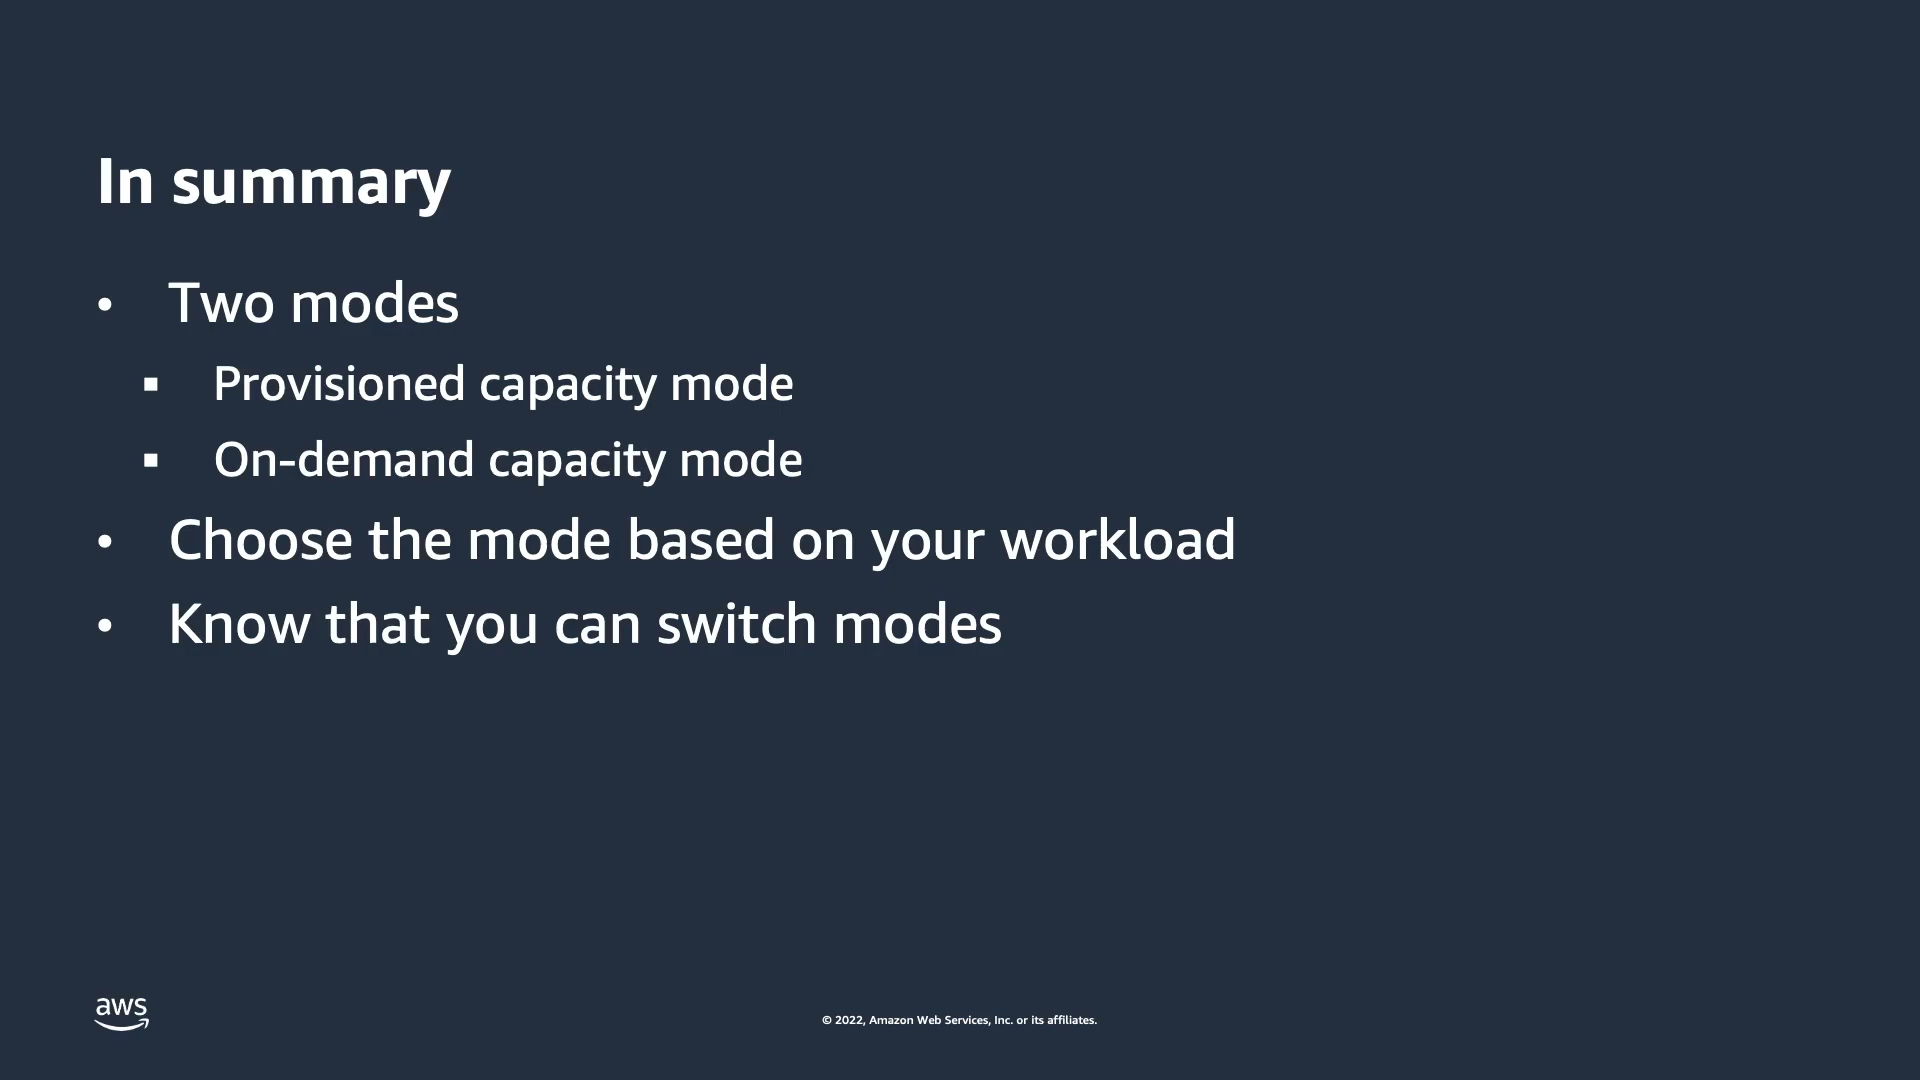 In summary
• Two modes
▪ Provisioned capacity mode
▪ On-demand capacity mode
• Choose the mode based on your workload
• Know that you can switch modes
aws
© 2022, Amazon Web Services, Inc. or its affiliates.